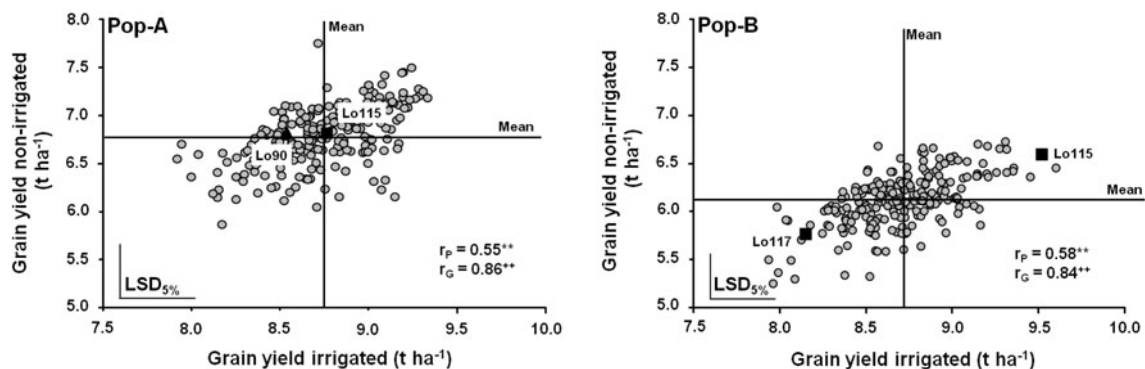 Pop-A
Grain yield non-irrigated
(t ha⁻¹)
8.0
7.5
7.0
6.5
6.0
5.5
5.0
Mean
Lo115
Mean
Lo90
r_P = 0.55**
r_G = 0.86⁺⁺
LSD5%
7.5 8.0 8.5 9.0 9.5 10.0
Grain yield irrigated (t ha⁻¹)
Pop-B
Grain yield non-irrigated
(t ha⁻¹)
8.0
7.5
7.0
6.5
6.0
5.5
5.0
Mean
Lo115
Mean
Lo117
r_P = 0.58**
r_G = 0.84⁺⁺
LSD5%
7.5 8.0 8.5 9.0 9.5 10.0
Grain yield irrigated (t ha⁻¹)